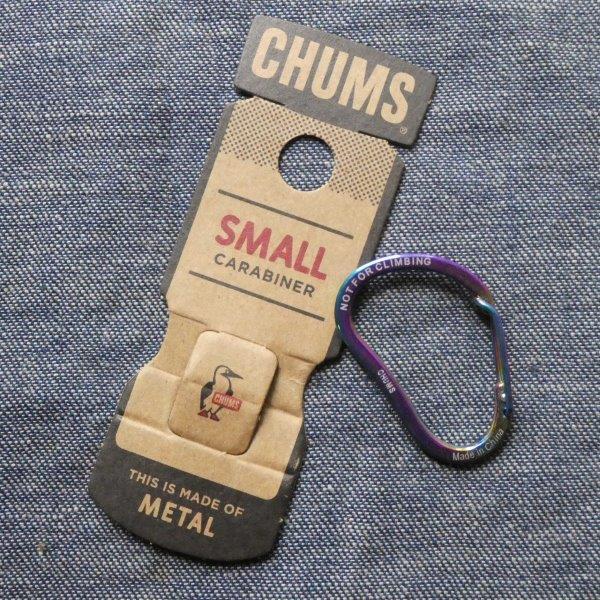 CHUMS®
SMALL
CARABINER
CHUMS
THIS IS MADE OF
METAL
NOT FOR CLIMBING
CHUMS
Made in China